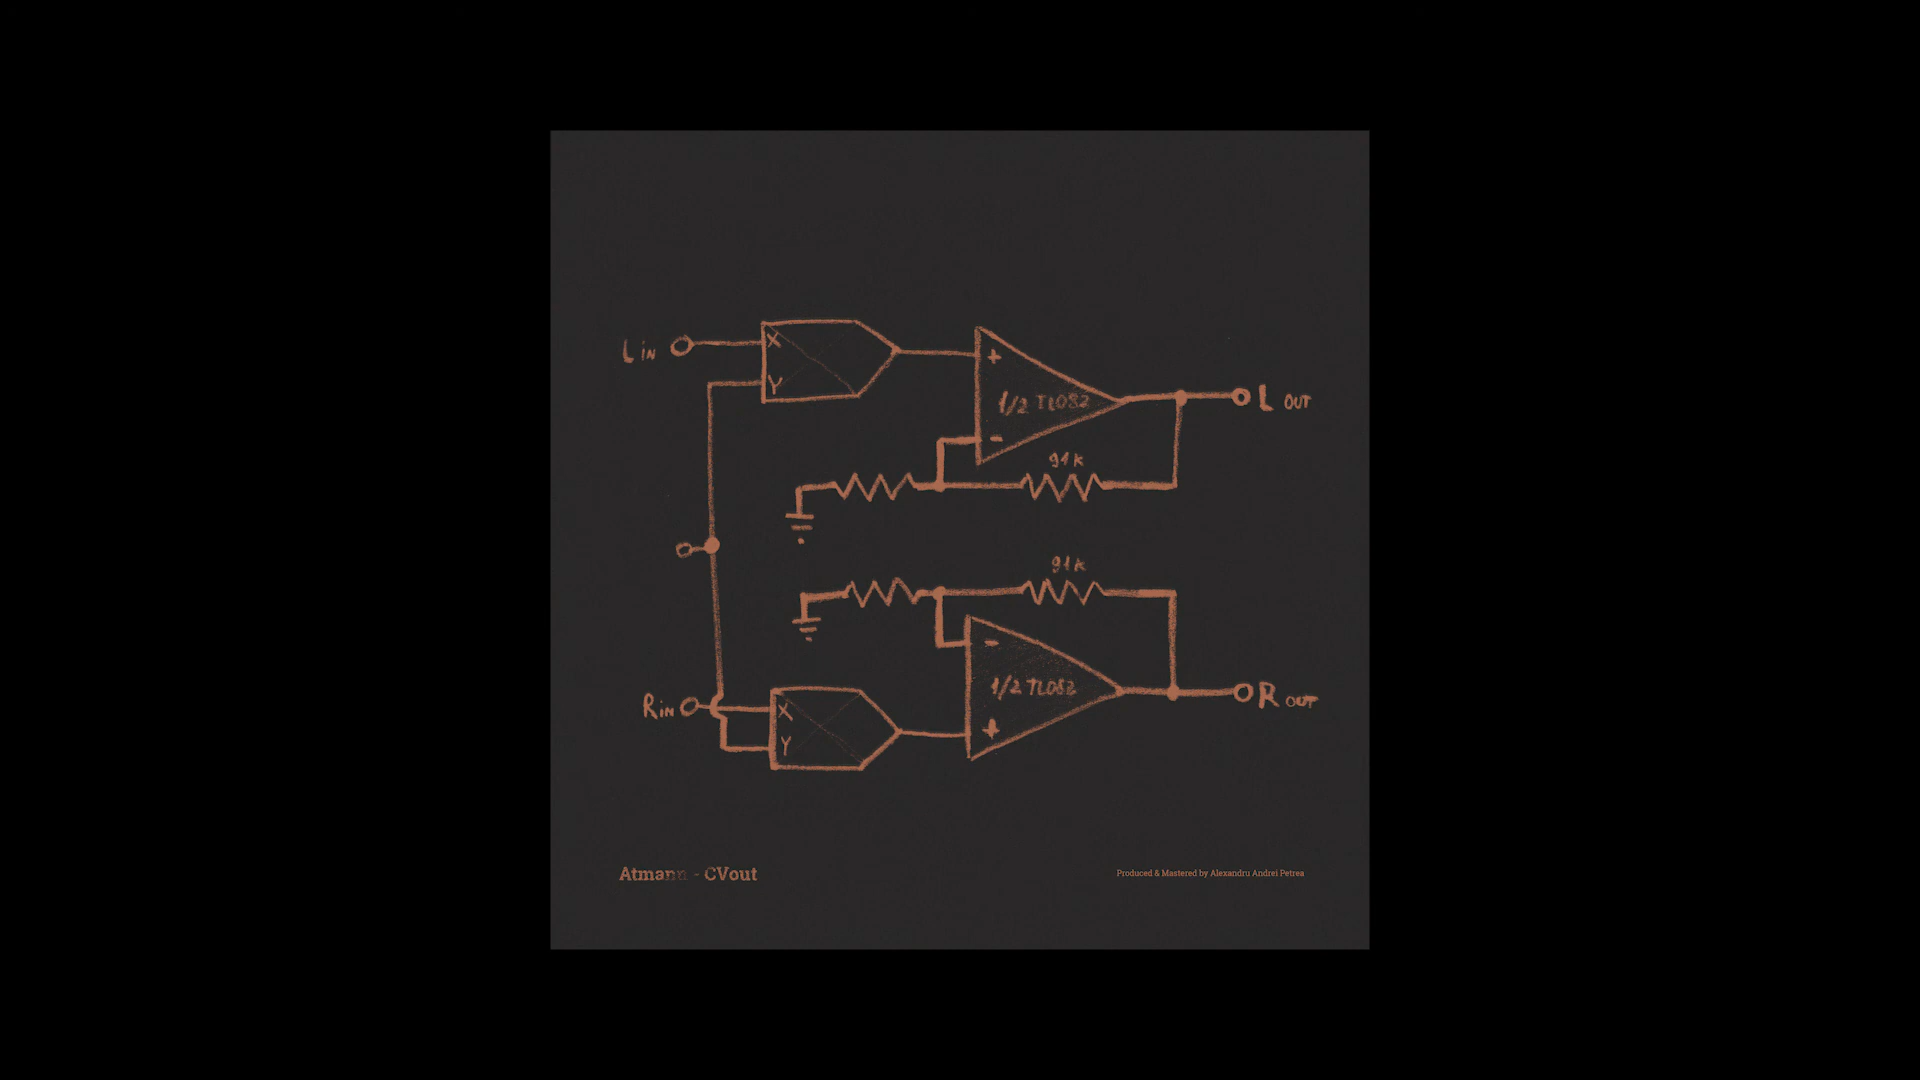 L IN
X
Y
+
1/2 TL082
-
L OUT
91K
91K
-
1/2 TL082
+
R IN
X
Y
R OUT
Atmann - CVout
Produced & Mastered by Alexandru Andrei Petrea